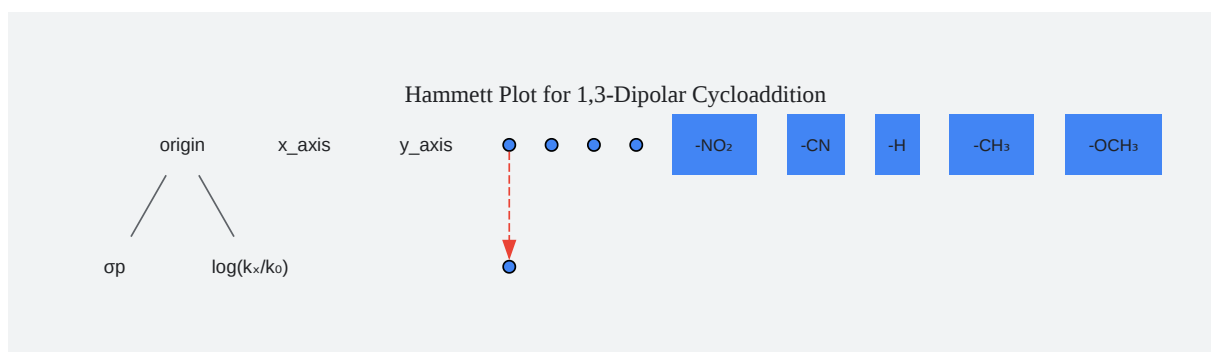 Hammett Plot for 1,3-Dipolar Cycloaddition
origin x_axis y_axis -NO₂ -CN -H -CH₃ -OCH₃
σp log(kₓ/k₀)